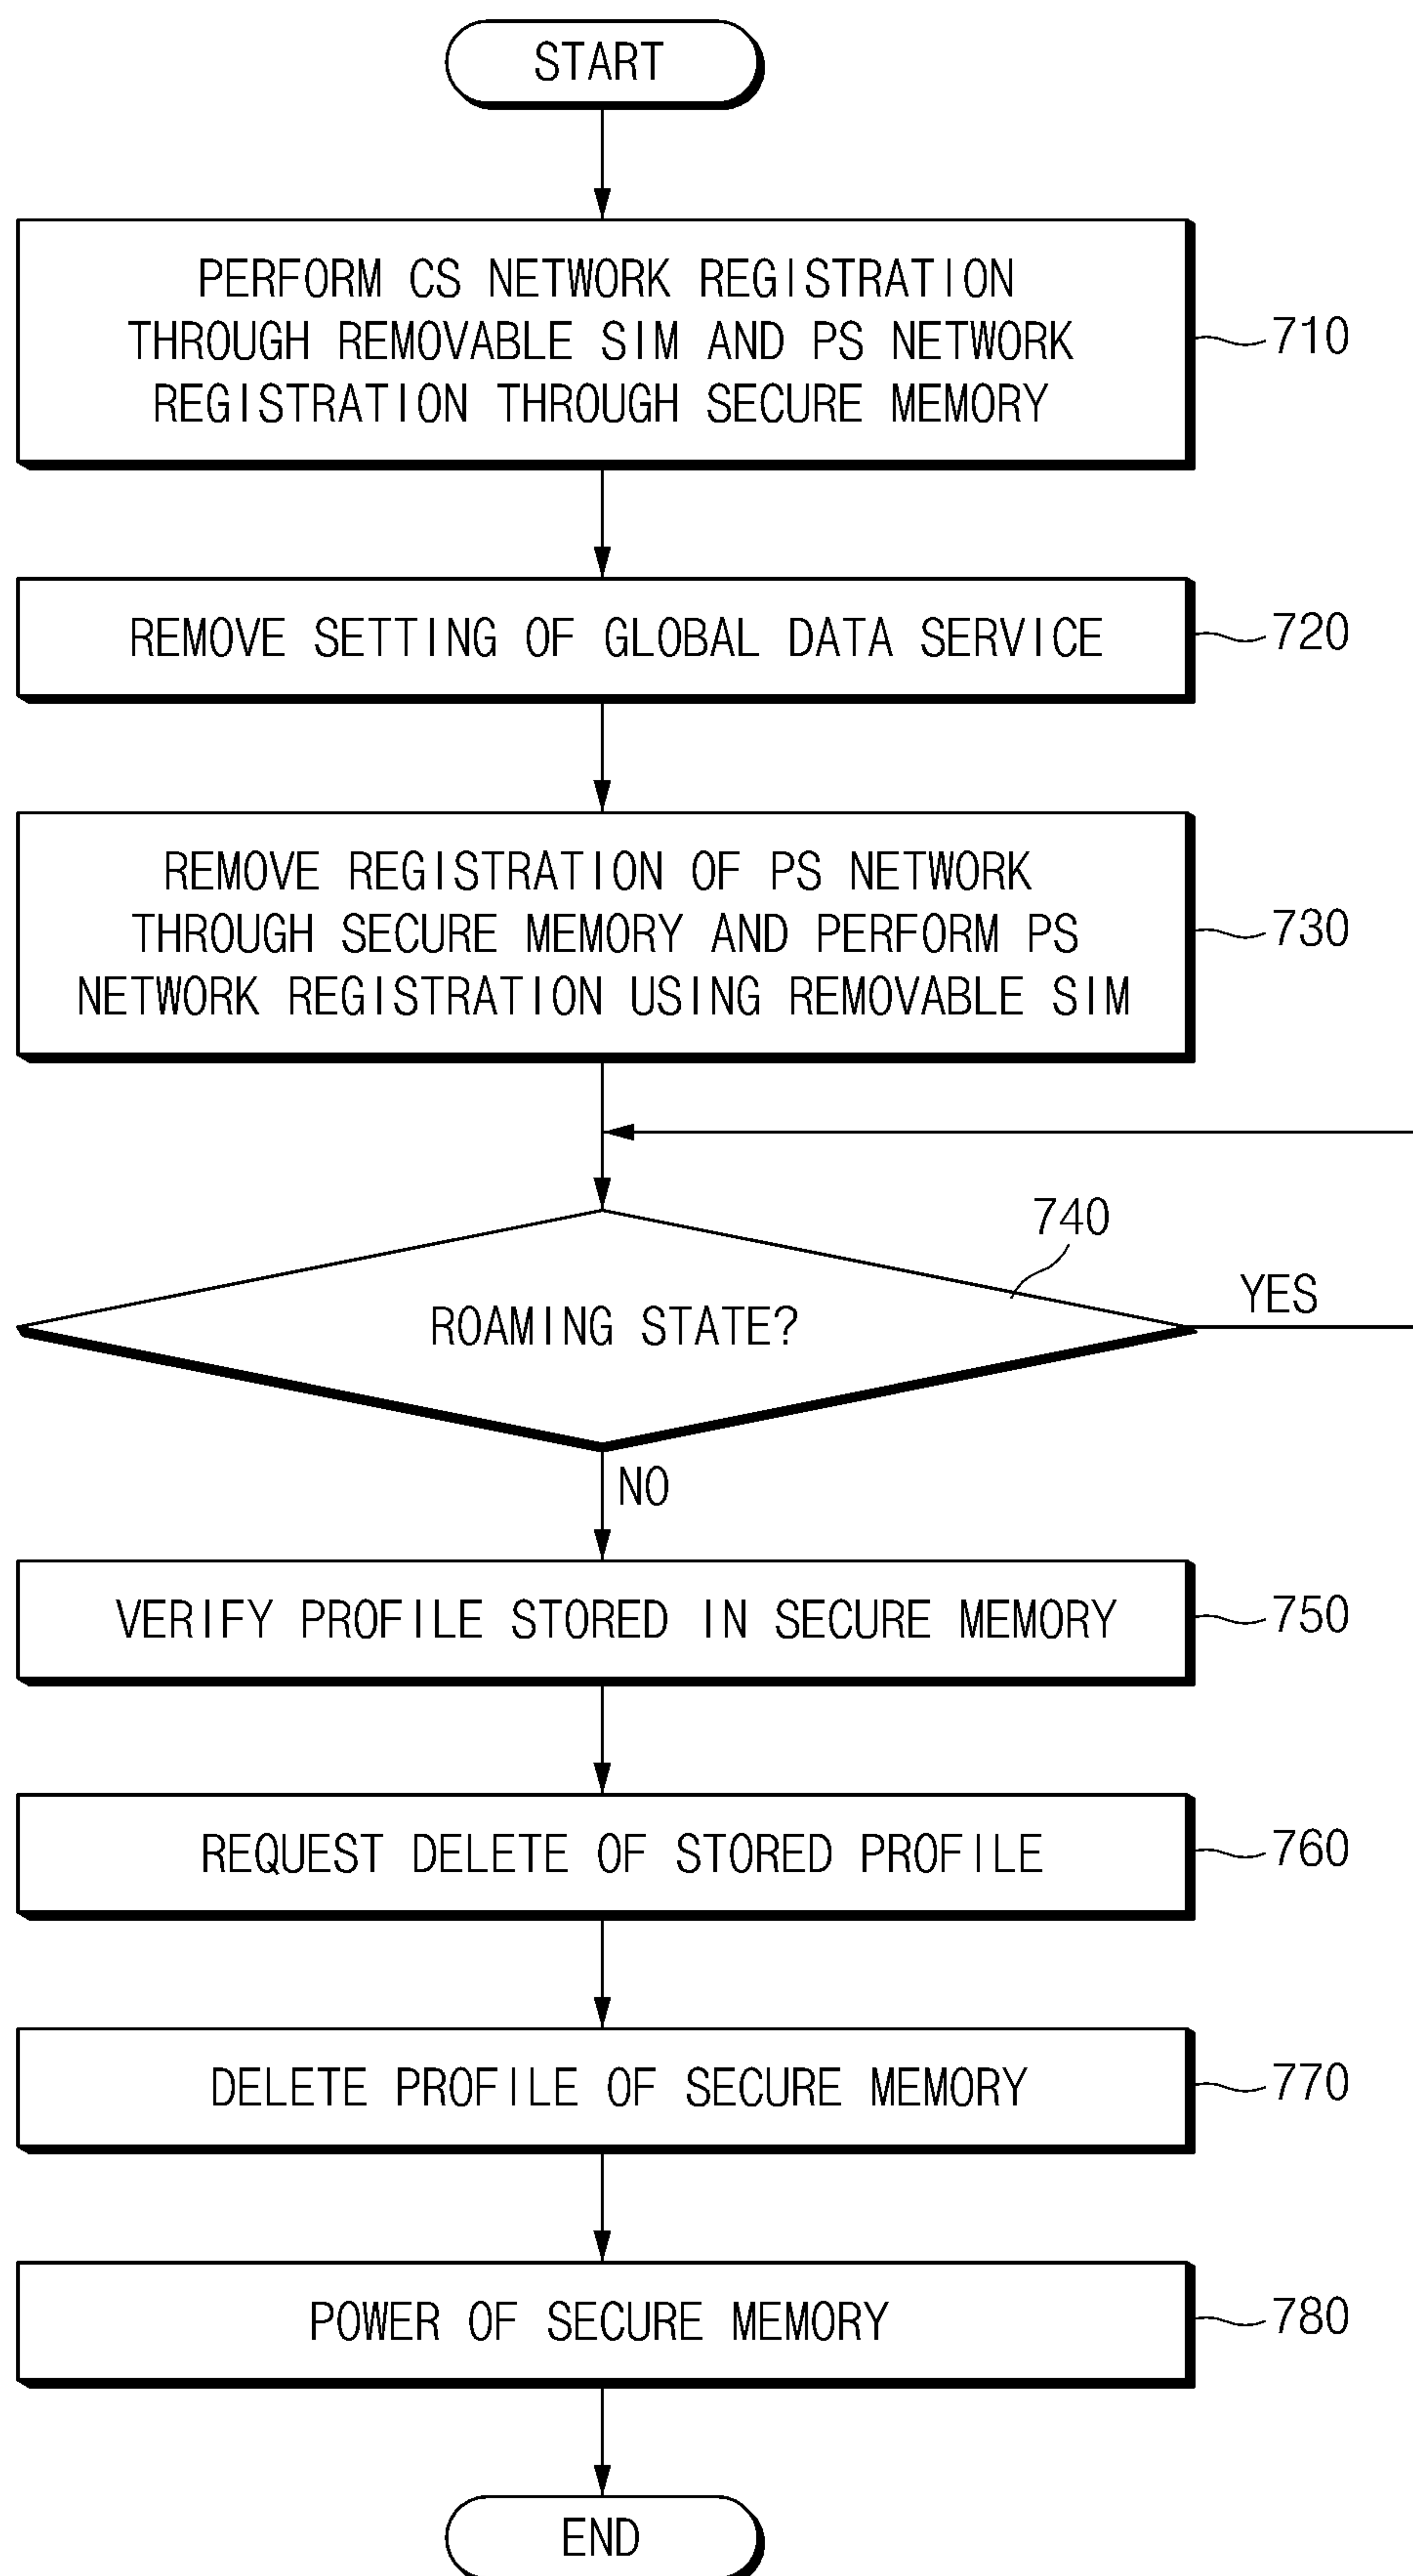 START
PERFORM CS NETWORK REGISTRATION
THROUGH REMOVABLE SIM AND PS NETWORK
REGISTRATION THROUGH SECURE MEMORY
710
REMOVE SETTING OF GLOBAL DATA SERVICE
720
REMOVE REGISTRATION OF PS NETWORK
THROUGH SECURE MEMORY AND PERFORM PS
NETWORK REGISTRATION USING REMOVABLE SIM
730
740
ROAMING STATE?
YES
NO
VERIFY PROFILE STORED IN SECURE MEMORY
750
REQUEST DELETE OF STORED PROFILE
760
DELETE PROFILE OF SECURE MEMORY
770
POWER OF SECURE MEMORY
780
END